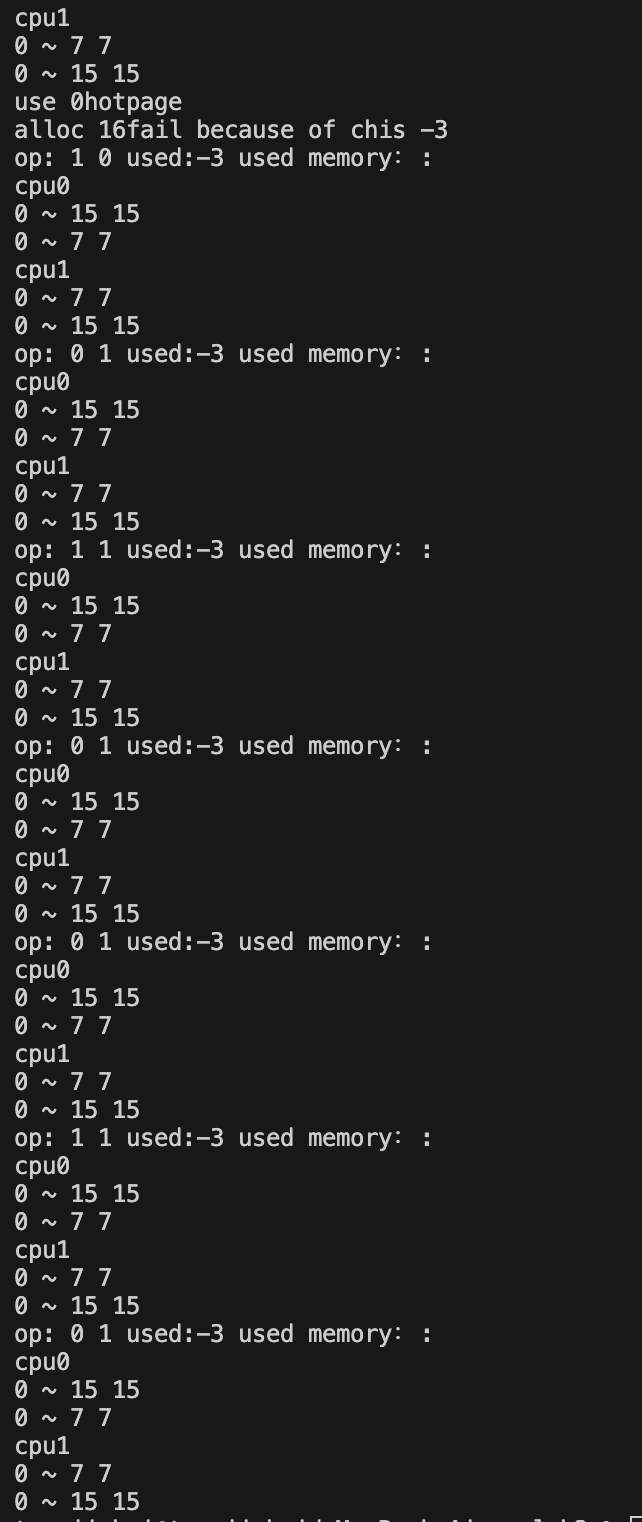 cpu1
0 ~ 7 7
0 ~ 15 15
use 0hotpage
alloc 16fail because of chis -3
op: 1 0 used:-3 used memory: :
cpu0
0 ~ 15 15
0 ~ 7 7
cpu1
0 ~ 7 7
0 ~ 15 15
op: 0 1 used:-3 used memory: :
cpu0
0 ~ 15 15
0 ~ 7 7
cpu1
0 ~ 7 7
0 ~ 15 15
op: 1 1 used:-3 used memory: :
cpu0
0 ~ 15 15
0 ~ 7 7
cpu1
0 ~ 7 7
0 ~ 15 15
op: 0 1 used:-3 used memory: :
cpu0
0 ~ 15 15
0 ~ 7 7
cpu1
0 ~ 7 7
0 ~ 15 15
op: 0 1 used:-3 used memory: :
cpu0
0 ~ 15 15
0 ~ 7 7
cpu1
0 ~ 7 7
0 ~ 15 15
op: 1 1 used:-3 used memory: :
cpu0
0 ~ 15 15
0 ~ 7 7
cpu1
0 ~ 7 7
0 ~ 15 15
op: 0 1 used:-3 used memory: :
cpu0
0 ~ 15 15
0 ~ 7 7
cpu1
0 ~ 7 7
0 ~ 15 15